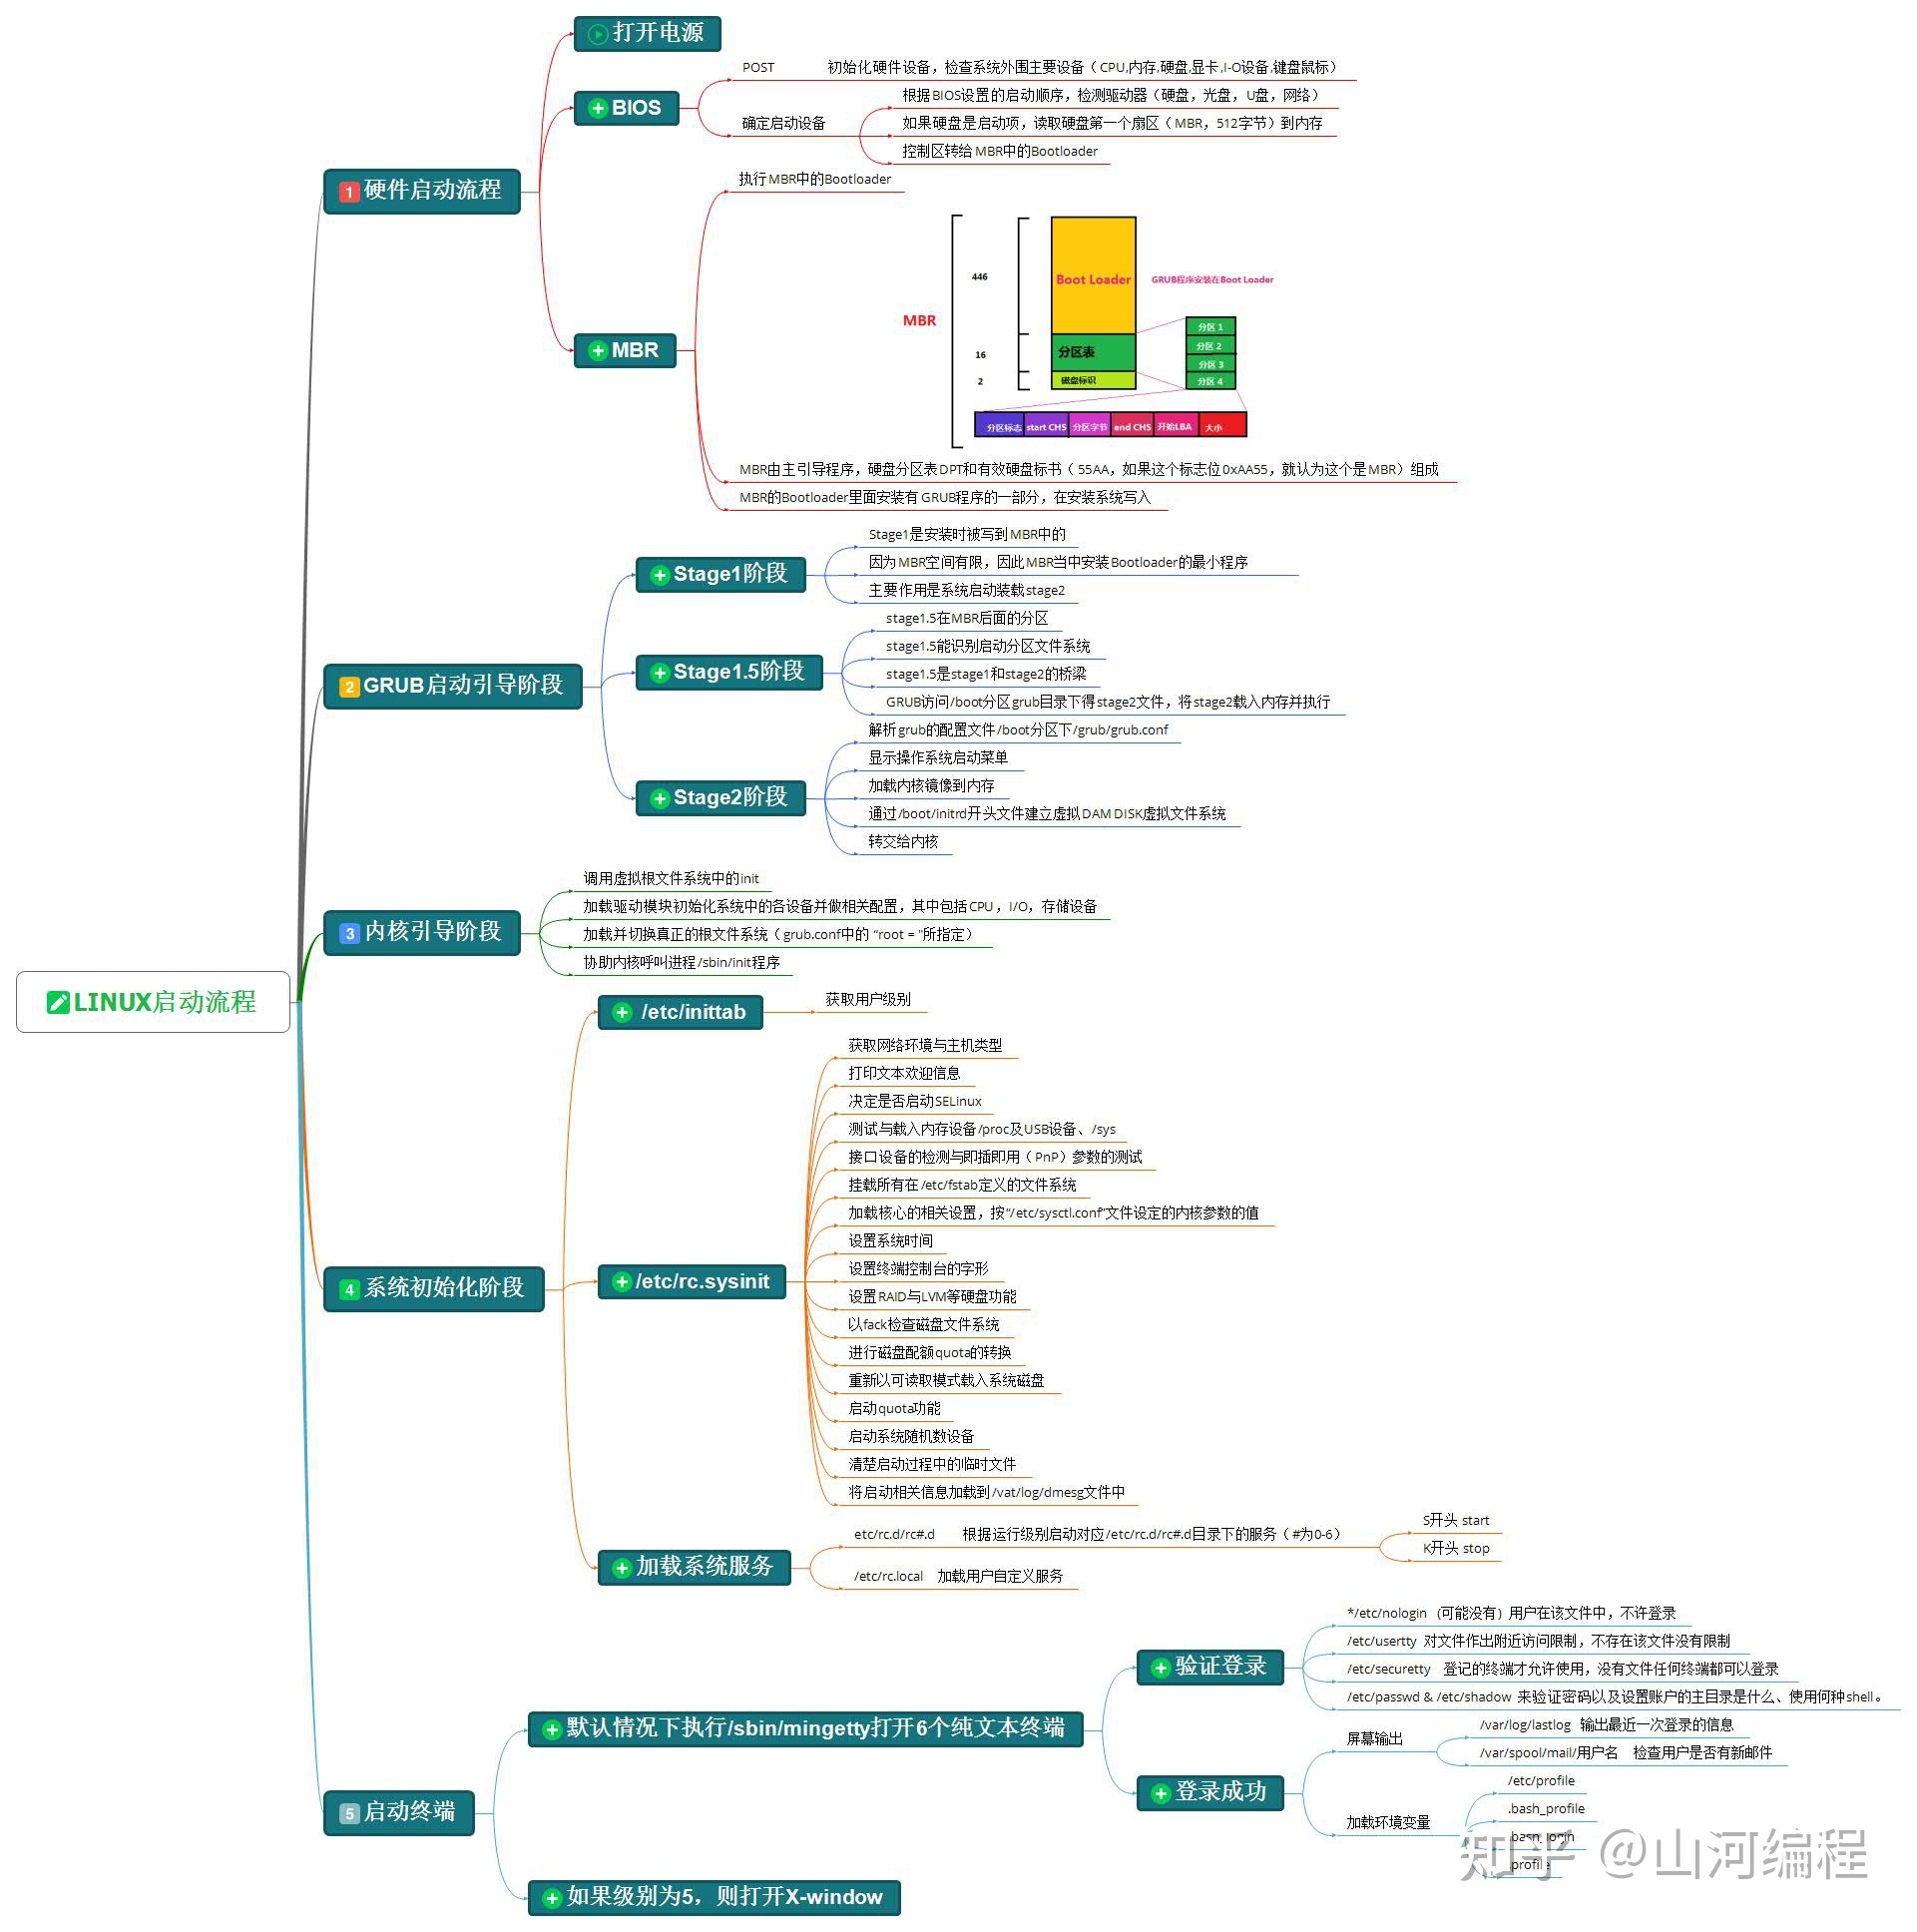 LINUX启动流程
1 硬件启动流程
打开电源
BIOS
POST 初始化硬件设备，检查系统外围主要设备（CPU,内存,硬盘,显卡,I-O设备,键盘鼠标）
确定启动设备
根据BIOS设置的启动顺序，检测驱动器（硬盘，光盘，U盘，网络）
如果硬盘是启动项，读取硬盘第一个扇区（MBR，512字节）到内存
控制区转给MBR中的Bootloader
MBR
执行MBR中的Bootloader
MBR
446
16
2
Boot Loader
分区表
磁盘标识
GRUB程序安装在Boot Loader
分区 1
分区 2
分区 3
分区 4
分区标志 start CHS 分区字节 end CHS 开始LBA 大小
MBR由主引导程序，硬盘分区表DPT和有效硬盘标书（55AA，如果这个标志位0xAA55，就认为这个是MBR）组成
MBR的Bootloader里面安装有GRUB程序的一部分，在安装系统写入
2 GRUB启动引导阶段
Stage1阶段
Stage1是安装时被写到MBR中的
因为MBR空间有限，因此MBR当中安装Bootloader的最小程序
主要作用是系统启动装载stage2
Stage1.5阶段
stage1.5在MBR后面的分区
stage1.5能识别启动分区文件系统
stage1.5是stage1和stage2的桥梁
GRUB访问/boot分区grub目录下得stage2文件，将stage2载入内存并执行
Stage2阶段
解析grub的配置文件/boot分区下/grub/grub.conf
显示操作系统启动菜单
加载内核镜像到内存
通过/boot/initrd开头文件建立虚拟DAM DISK虚拟文件系统
转交给内核
3 内核引导阶段
调用虚拟根文件系统中的init
加载驱动模块初始化系统中的各设备并做相关配置，其中包括CPU，I/O，存储设备
加载并切换真正的根文件系统（grub.conf中的 “root = "所指定）
协助内核呼叫进程/sbin/init程序
4 系统初始化阶段
/etc/inittab
获取用户级别
/etc/rc.sysinit
获取网络环境与主机类型
打印文本欢迎信息
决定是否启动SELinux
测试与载入内存设备/proc及USB设备、/sys
接口设备的检测与即插即用（PnP）参数的测试
挂载所有在/etc/fstab定义的文件系统
加载核心的相关设置，按“/etc/sysctl.conf”文件设定的内核参数的值
设置系统时间
设置终端控制台的字形
设置RAID与LVM等硬盘功能
以fack检查磁盘文件系统
进行磁盘配额quota的转换
重新以可读取模式载入系统磁盘
启动quota功能
启动系统随机数设备
清楚启动过程中的临时文件
将启动相关信息加载到/vat/log/dmesg文件中
加载系统服务
etc/rc.d/rc#.d 根据运行级别启动对应/etc/rc.d/rc#.d目录下的服务（#为0-6）
S开头 start
K开头 stop
/etc/rc.local 加载用户自定义服务
5 启动终端
默认情况下执行/sbin/mingetty打开6个纯文本终端
验证登录
*/etc/nologin (可能没有) 用户在该文件中，不许登录
/etc/usertty 对文件作出附近访问限制，不存在该文件没有限制
/etc/securetty 登记的终端才允许使用，没有文件任何终端都可以登录
/etc/passwd & /etc/shadow 来验证密码以及设置账户的主目录是什么、使用何种shell。
登录成功
屏幕输出
/var/log/lastlog 输出最近一次登录的信息
/var/spool/mail/用户名 检查用户是否有新邮件
加载环境变量
/etc/profile
.bash_profile
bash_login
profile
如果级别为5，则打开X-window
知乎 @山河编程